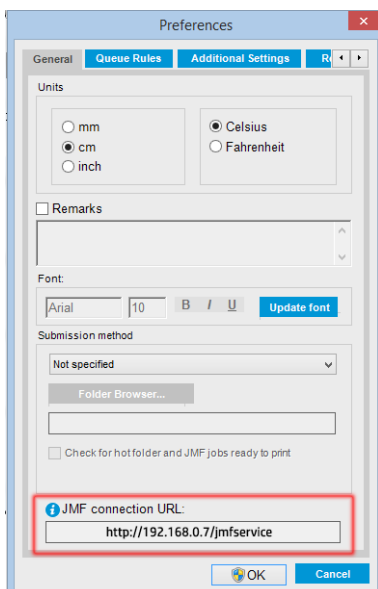 Preferences
General Queue Rules Additional Settings
Units
mm
Celsius
cm
Fahrenheit
inch
Remarks
Font:
Arial 10 B I U Update font
Submission method
Not specified
Folder Browser...
Check for hot folder and JMF jobs ready to print
JMF connection URL:
http://192.168.0.7/jmfservice
OK Cancel